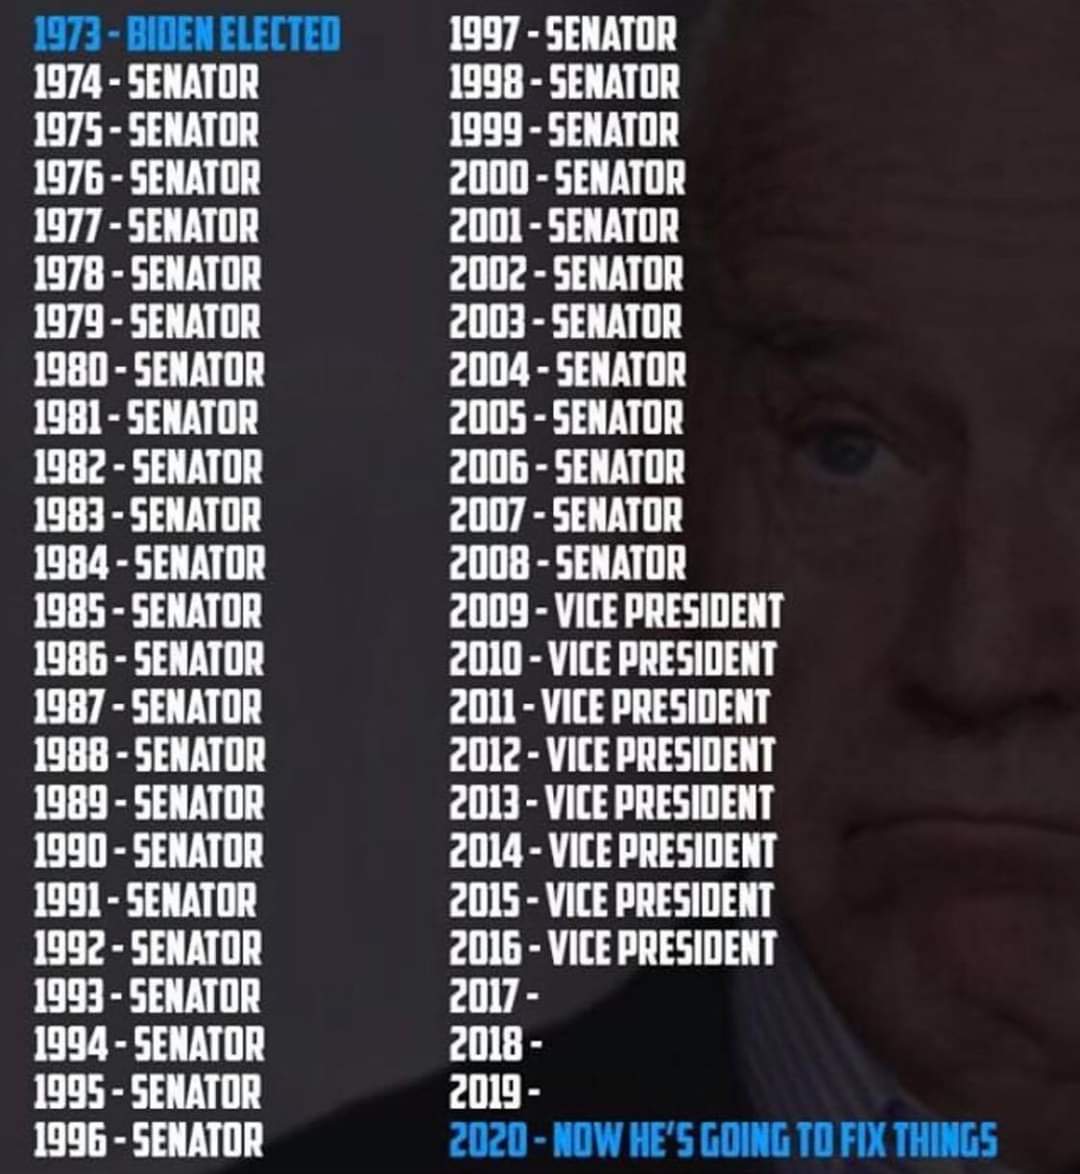 1973 - BIDEN ELECTED
1974 - SENATOR
1975 - SENATOR
1976 - SENATOR
1977 - SENATOR
1978 - SENATOR
1979 - SENATOR
1980 - SENATOR
1981 - SENATOR
1982 - SENATOR
1983 - SENATOR
1984 - SENATOR
1985 - SENATOR
1986 - SENATOR
1987 - SENATOR
1988 - SENATOR
1989 - SENATOR
1990 - SENATOR
1991 - SENATOR
1992 - SENATOR
1993 - SENATOR
1994 - SENATOR
1995 - SENATOR
1996 - SENATOR
1997 - SENATOR
1998 - SENATOR
1999 - SENATOR
2000 - SENATOR
2001 - SENATOR
2002 - SENATOR
2003 - SENATOR
2004 - SENATOR
2005 - SENATOR
2006 - SENATOR
2007 - SENATOR
2008 - SENATOR
2009 - VICE PRESIDENT
2010 - VICE PRESIDENT
2011 - VICE PRESIDENT
2012 - VICE PRESIDENT
2013 - VICE PRESIDENT
2014 - VICE PRESIDENT
2015 - VICE PRESIDENT
2016 - VICE PRESIDENT
2017 -
2018 -
2019 -
2020 - NOW HE'S GOING TO FIX THINGS